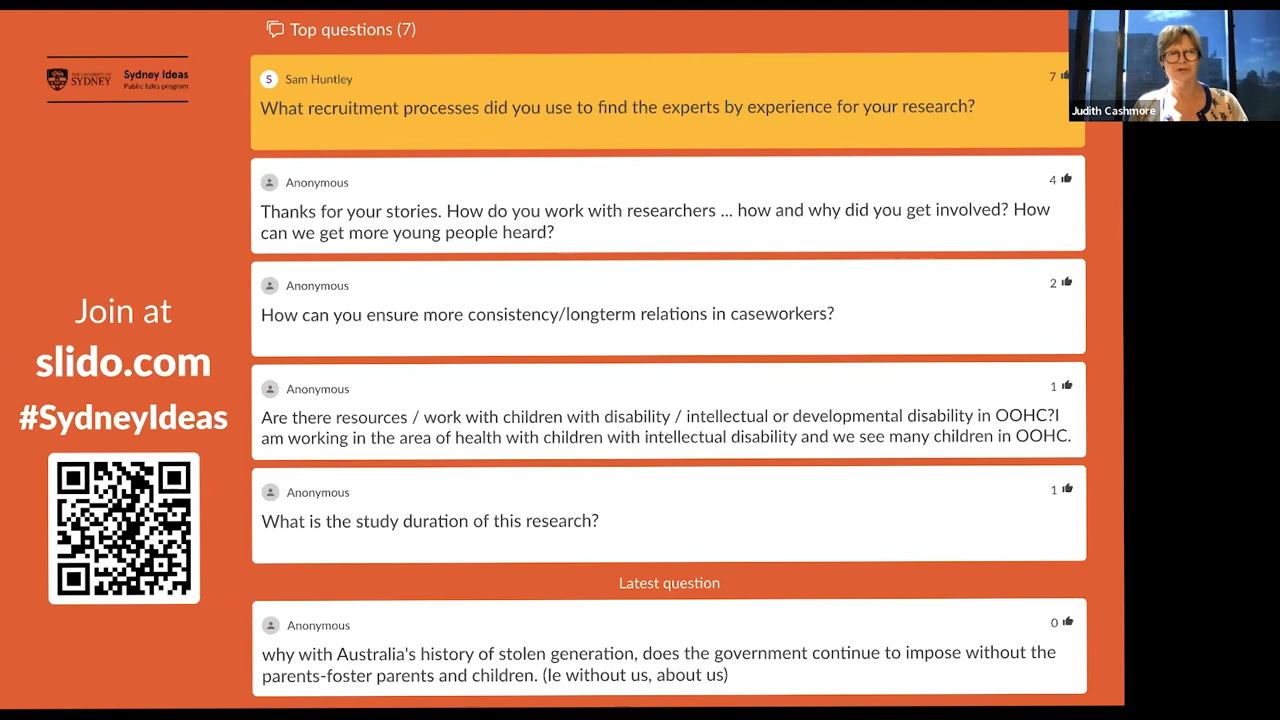 Top questions (7)
THE UNIVERSITY OF
SYDNEY
Sydney Ideas
Public talks program
S Sam Huntley
7
What recruitment processes did you use to find the experts by experience for your research?
Judith Cashmore
Anonymous
4
Thanks for your stories. How do you work with researchers ... how and why did you get involved? How
can we get more young people heard?
Anonymous
2
How can you ensure more consistency/longterm relations in caseworkers?
Join at
slido.com
#SydneyIdeas
Anonymous
1
Are there resources / work with children with disability / intellectual or developmental disability in OOHC?I
am working in the area of health with children with intellectual disability and we see many children in OOHC.
Anonymous
1
What is the study duration of this research?
Latest question
Anonymous
0
why with Australia's history of stolen generation, does the government continue to impose without the
parents-foster parents and children. (Ie without us, about us)